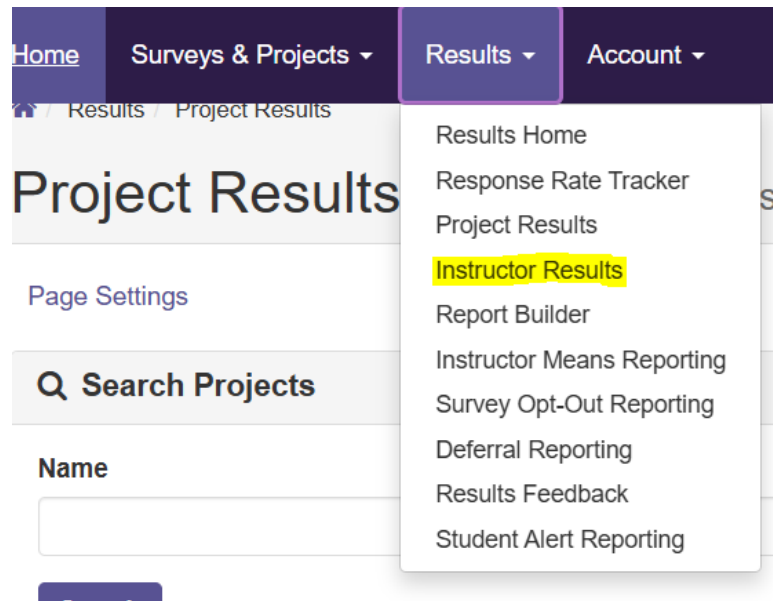 Home Surveys & Projects Results Account
Results / Project Results
Project Results
Page Settings
Search Projects
Name
Results Home
Response Rate Tracker
Project Results
Instructor Results
Report Builder
Instructor Means Reporting
Survey Opt-Out Reporting
Deferral Reporting
Results Feedback
Student Alert Reporting